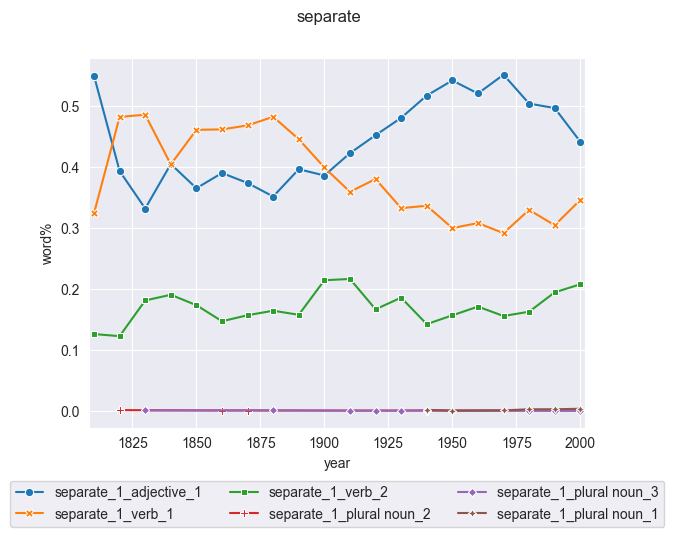 separate
0.5
0.4
0.3
0.2
0.1
0.0
word%
1825 1850 1875 1900 1925 1950 1975 2000
year
separate_1_adjective_1 separate_1_verb_2 separate_1_plural noun_3
separate_1_verb_1 separate_1_plural noun_2 separate_1_plural noun_1